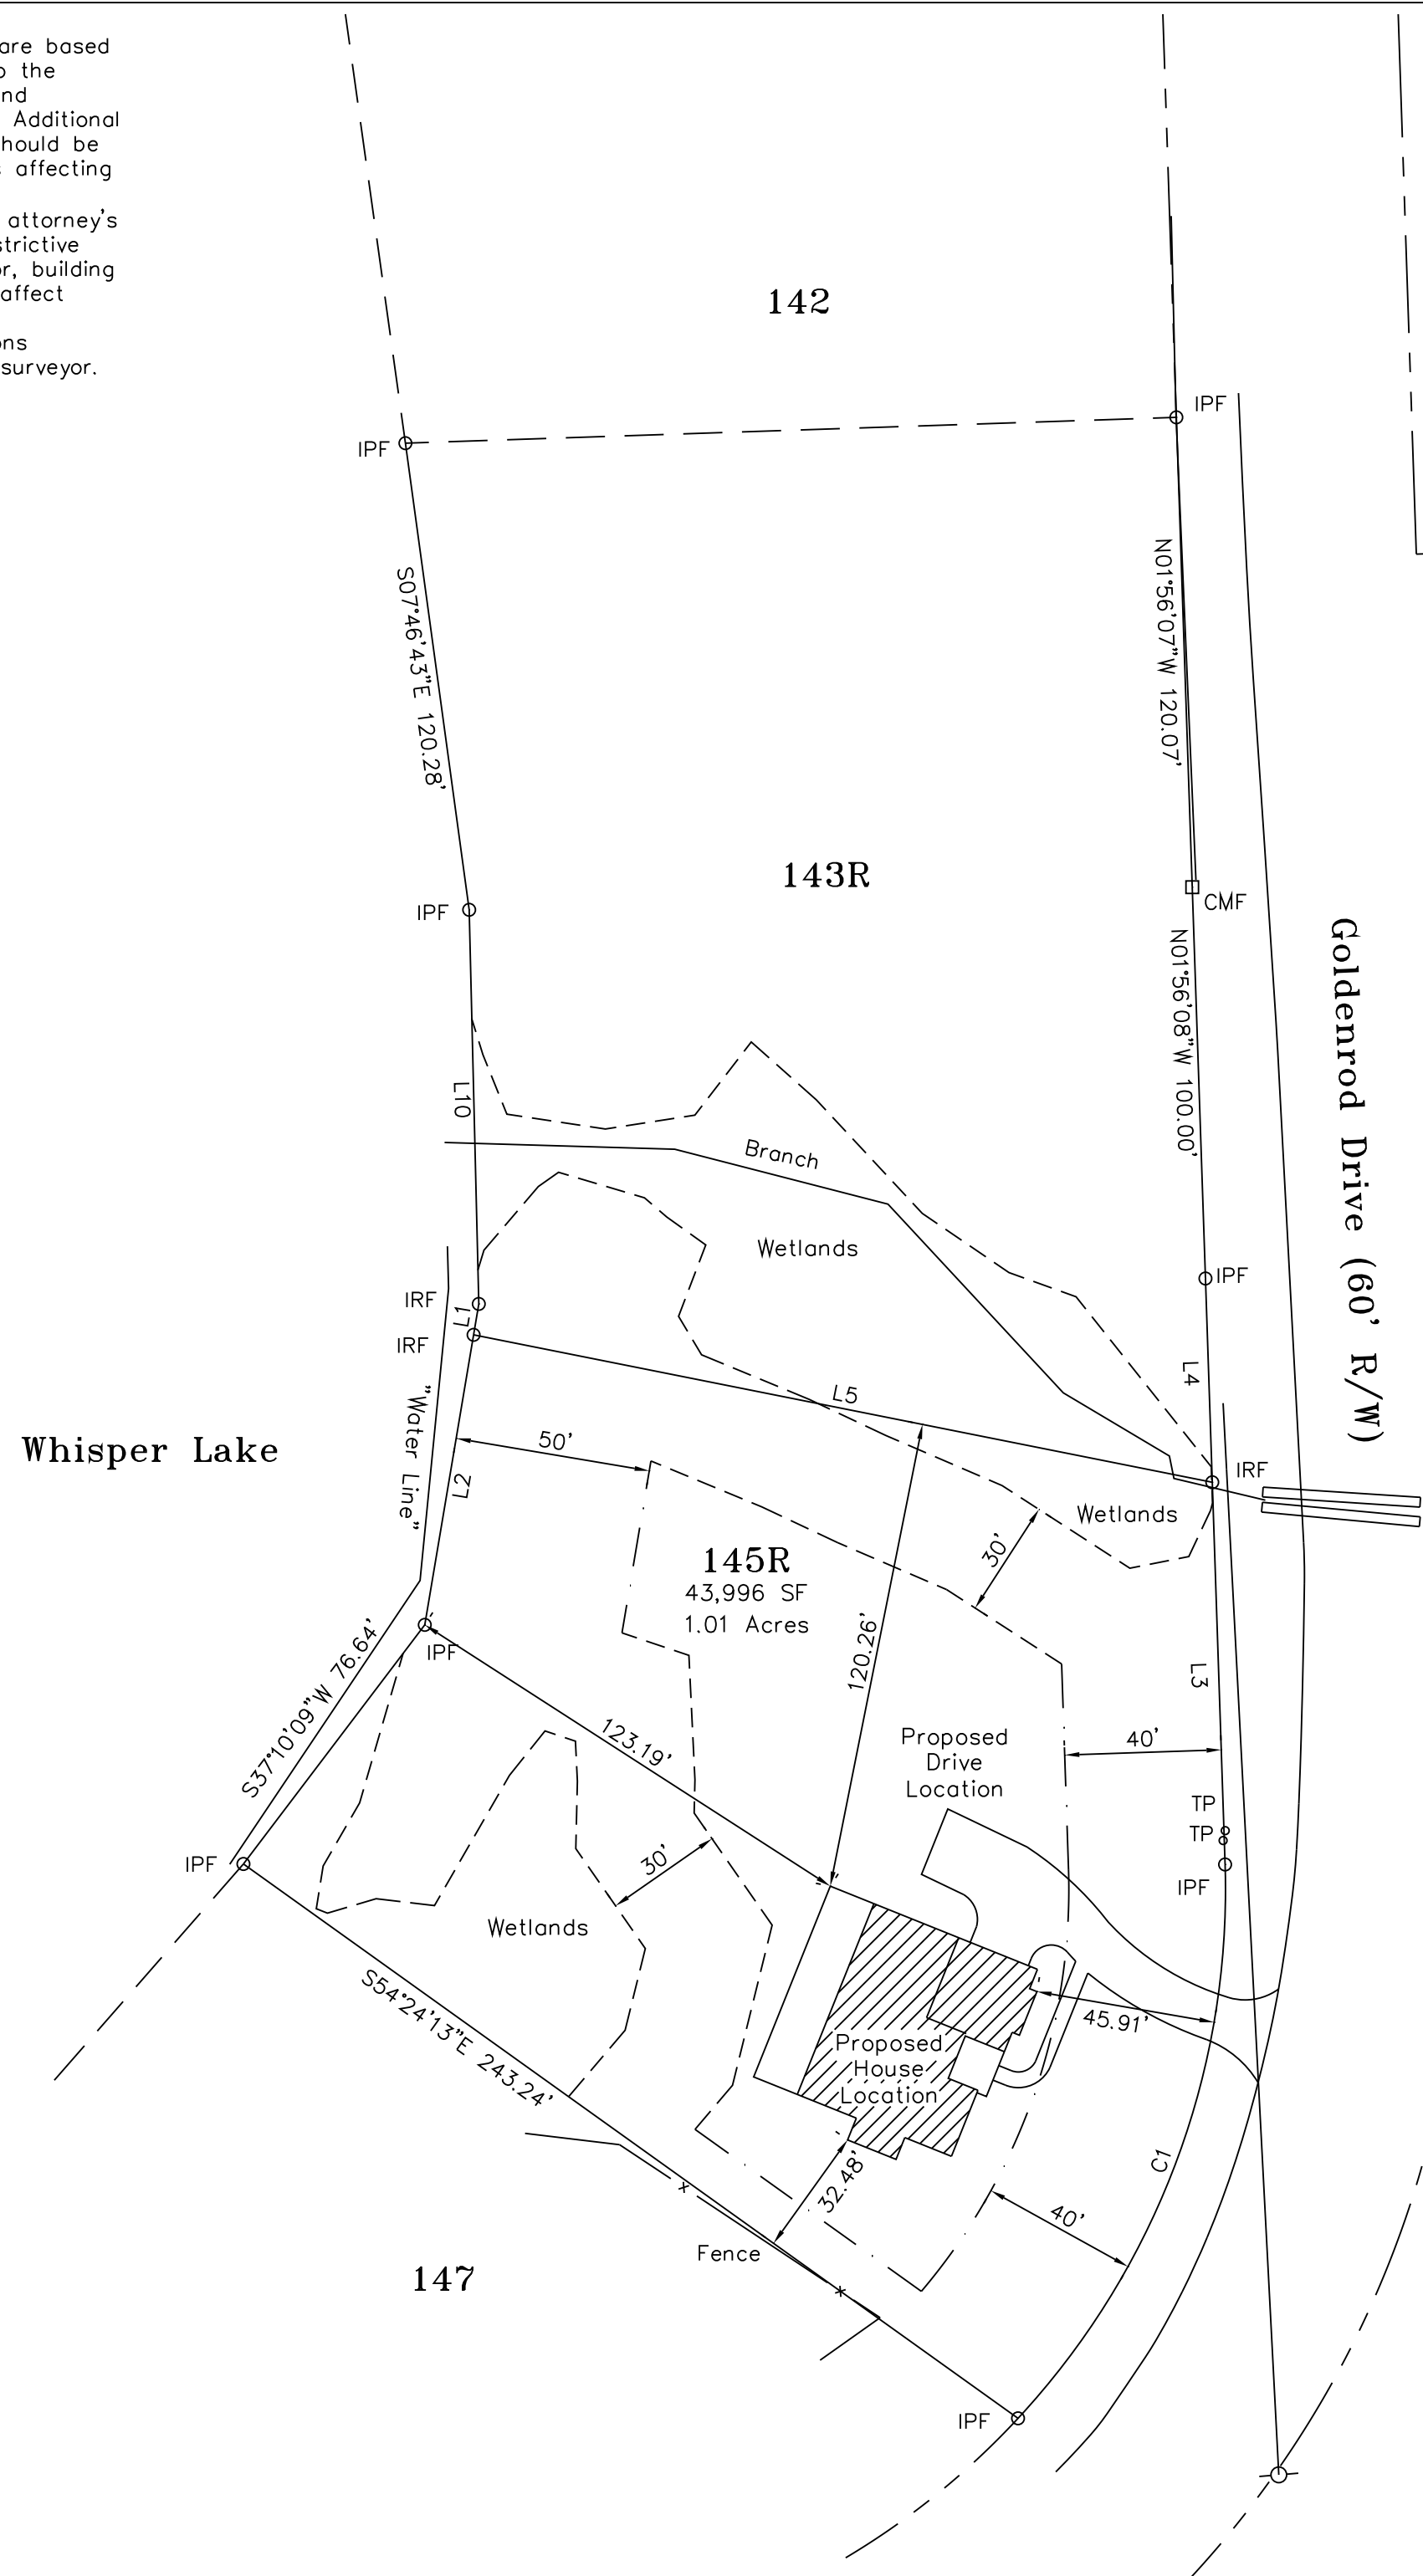 are based
o the
nd
Additional
hould be
s affecting
attorney's
strictive
or, building
affect
ons
surveyor.
142
IPF
IPF
S07°46'43"E 120.28'
N01°56'07"W 120.07'
143R
IPF
CMF
N01°56'08"W 100.00'
Goldenrod Drive (60' R/W)
L10
Branch
Wetlands
IPF
IRF
L1
IRF
L4
L5
"Water Line"
Whisper Lake
50'
L2
IRF
Wetlands
30'
145R
43,996 SF
1.01 Acres
120.26'
IPF
S37°10'09"W 76.64'
L3
123.19'
Proposed
Drive
Location
40'
TP
TP
IPF
30'
IPF
Wetlands
S54°24'13"E 243.24'
45.91'
Proposed
House
Location
C1
32.48'
40'
Fence
147
IPF